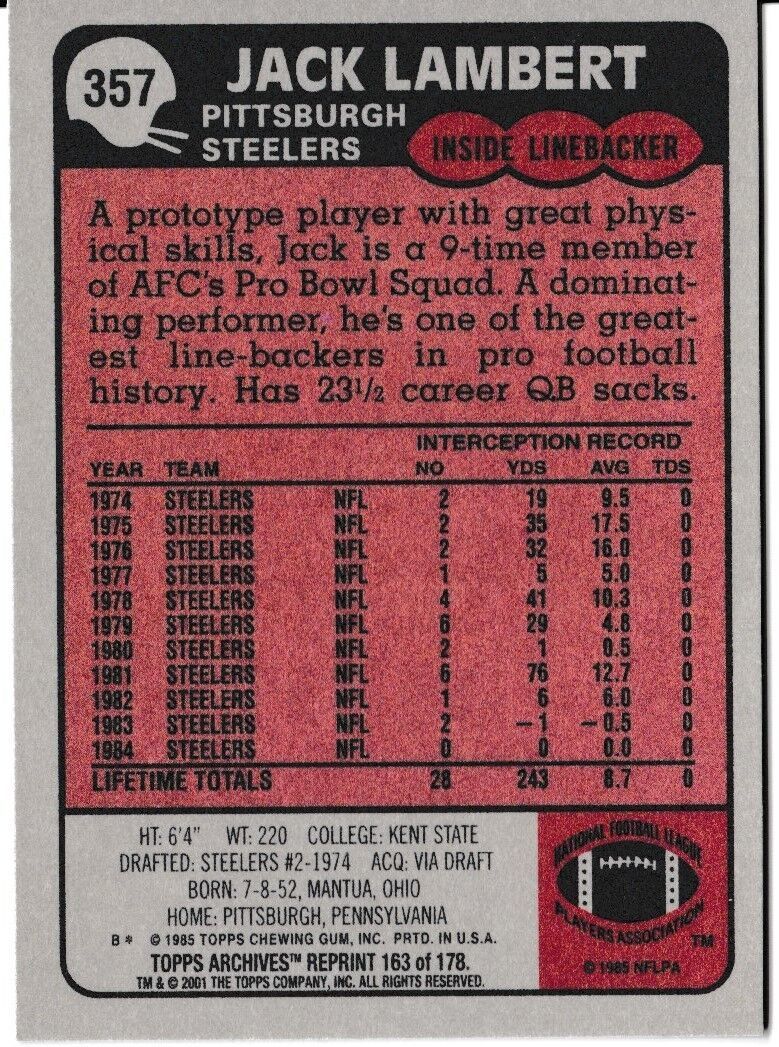 357
JACK LAMBERT
PITTSBURGH
STEELERS
INSIDE LINEBACKER
A prototype player with great phys-
ical skills, Jack is a 9-time member
of AFC's Pro Bowl Squad. A dominat-
ing performer, he's one of the great-
est line-backers in pro football
history. Has 23½ career QB sacks.
INTERCEPTION RECORD
YEAR TEAM NO YDS AVG TDS
1974 STEELERS NFL 2 19 9.5 0
1975 STEELERS NFL 2 35 17.5 0
1976 STEELERS NFL 2 32 16.0 0
1977 STEELERS NFL 1 5 5.0 0
1978 STEELERS NFL 4 41 10.3 0
1979 STEELERS NFL 6 29 4.8 0
1980 STEELERS NFL 2 1 0.5 0
1981 STEELERS NFL 6 76 12.7 0
1982 STEELERS NFL 1 6 6.0 0
1983 STEELERS NFL 2 –1 –0.5 0
1984 STEELERS NFL 0 0 0.0 0
LIFETIME TOTALS 28 243 8.7 0
HT: 6'4" WT: 220 COLLEGE: KENT STATE
DRAFTED: STEELERS #2-1974 ACQ: VIA DRAFT
BORN: 7-8-52, MANTUA, OHIO
HOME: PITTSBURGH, PENNSYLVANIA
B* © 1985 TOPPS CHEWING GUM, INC. PRTD. IN U.S.A.
TOPPS ARCHIVES™ REPRINT 163 of 178.
TM & © 2001 THE TOPPS COMPANY, INC. ALL RIGHTS RESERVED.
NATIONAL FOOTBALL LEAGUE
PLAYERS ASSOCIATION™
© 1985 NFLPA